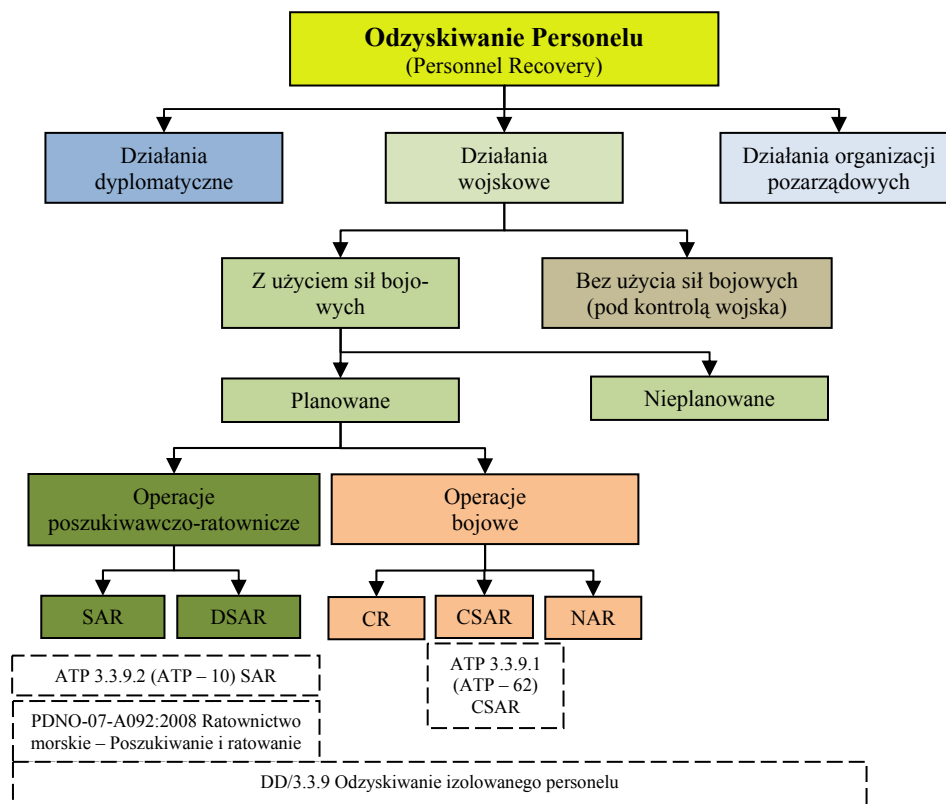 Odzyskiwanie Personelu
(Personnel Recovery)
Działania
dyplomatyczne
Działania
wojskowe
Działania organizacji
pozarządowych
Z użyciem sił bojo-
wych
Bez użycia sił bojowych
(pod kontrolą wojska)
Planowane
Nieplanowane
Operacje
poszukiwawczo-ratownicze
Operacje
bojowe
SAR
DSAR
CR
CSAR
NAR
ATP 3.3.9.2 (ATP – 10) SAR
ATP 3.3.9.1
(ATP – 62)
CSAR
PDNO-07-A092:2008 Ratownictwo
morskie – Poszukiwanie i ratowanie
DD/3.3.9 Odzyskiwanie izolowanego personelu